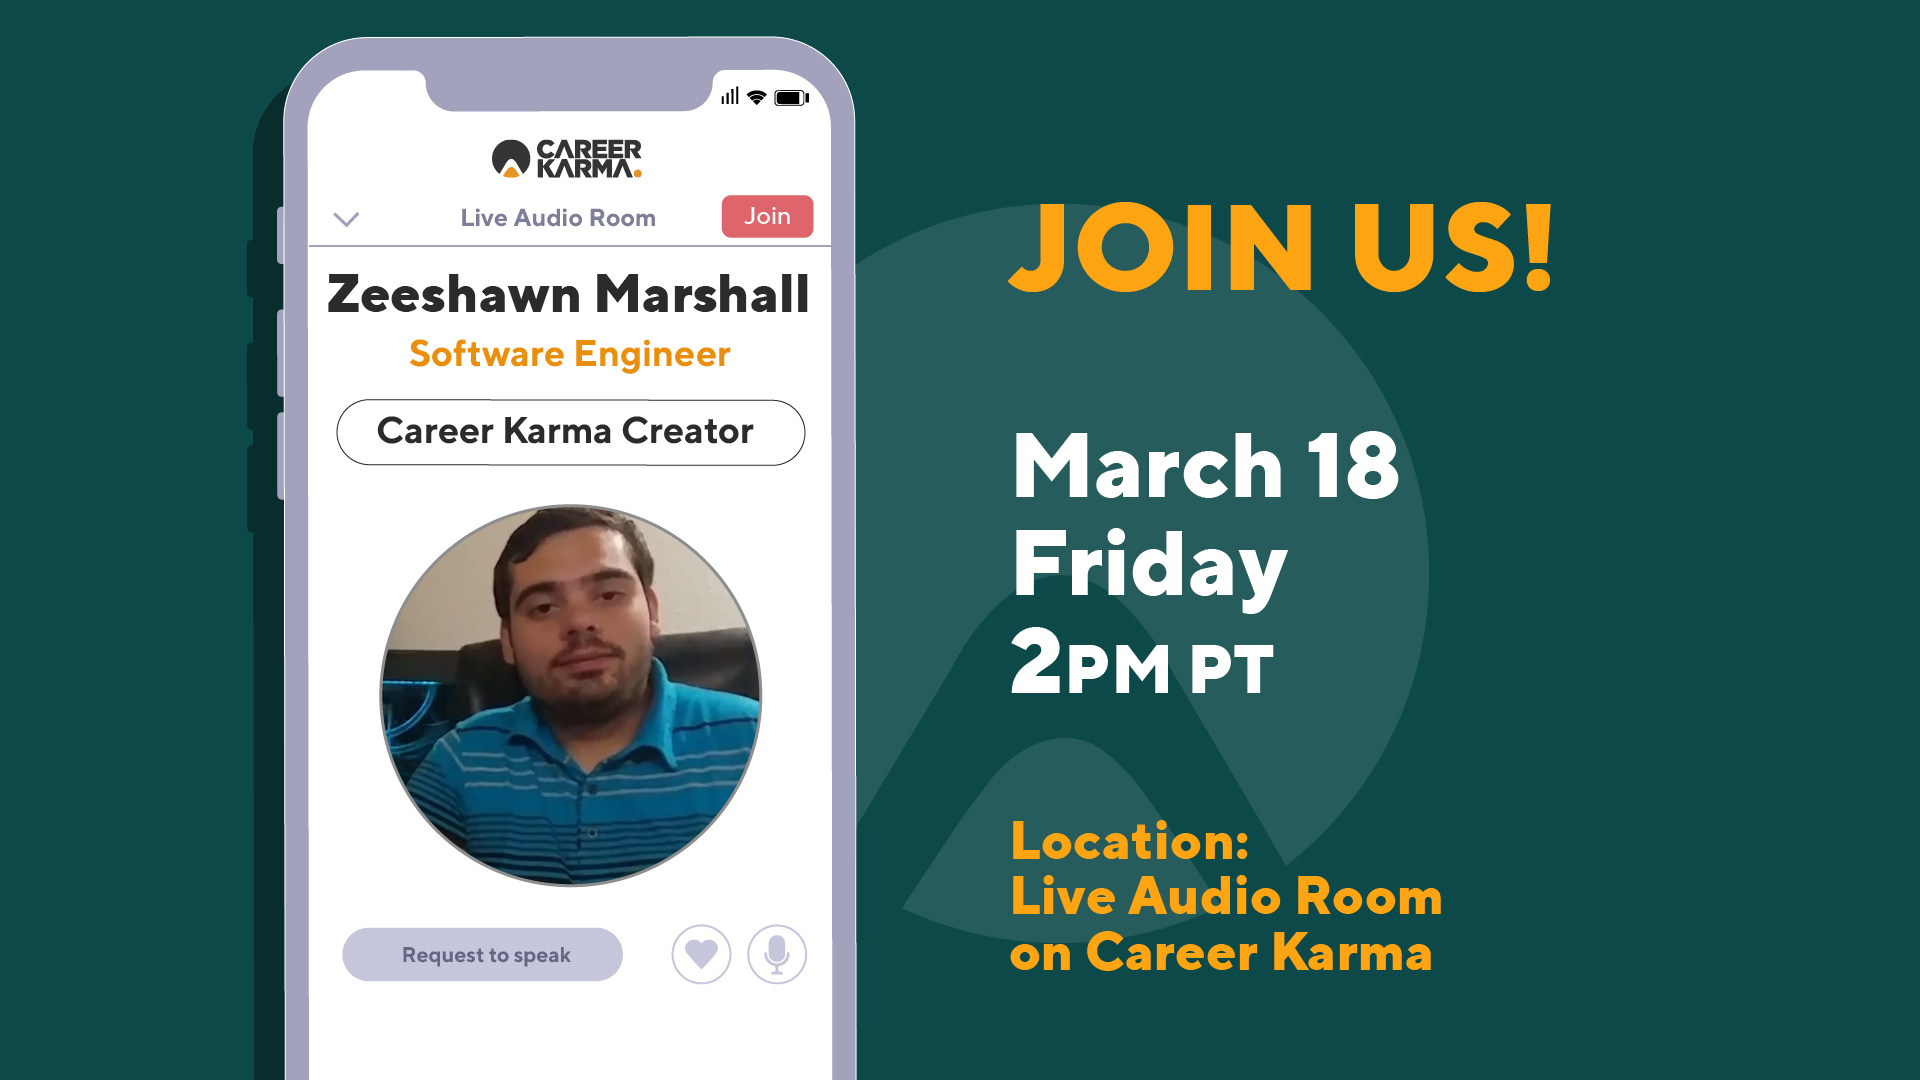 CAREER
KARMA.
Live Audio Room
Join
Zeeshawn Marshall
Software Engineer
Career Karma Creator
Request to speak
JOIN US!
March 18
Friday
2PM PT
Location:
Live Audio Room
on Career Karma